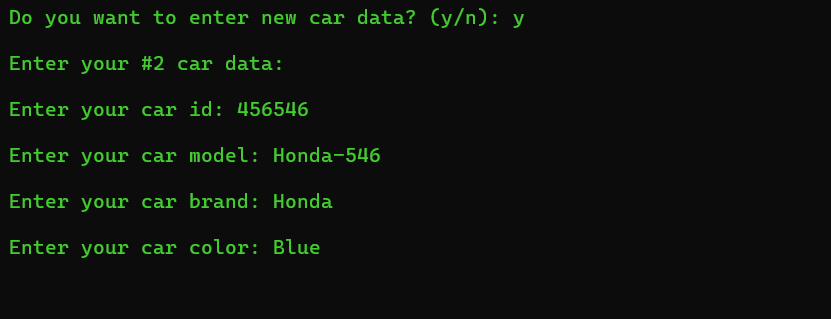 Do you want to enter new car data? (y/n): y
Enter your #2 car data:
Enter your car id: 456546
Enter your car model: Honda-546
Enter your car brand: Honda
Enter your car color: Blue